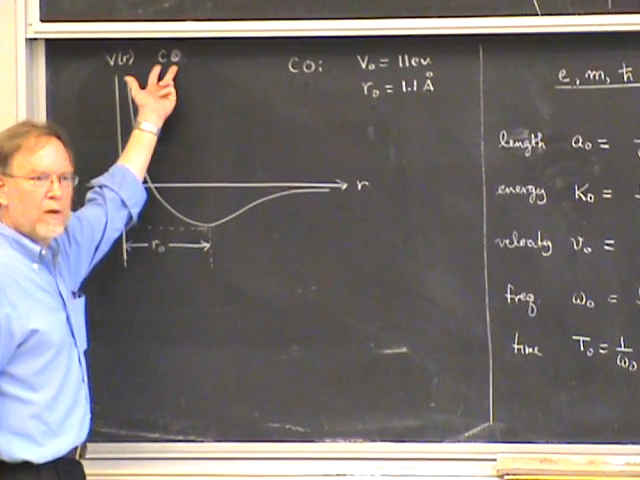 V(r) CO
CO: V₀ = 11ev.
r₀ = 1.1 Å
r
r₀
e, m, ħ
length a₀ =
energy K₀ =
velocity v₀ =
freq. ω₀ =
time T₀ = 1/ω₀